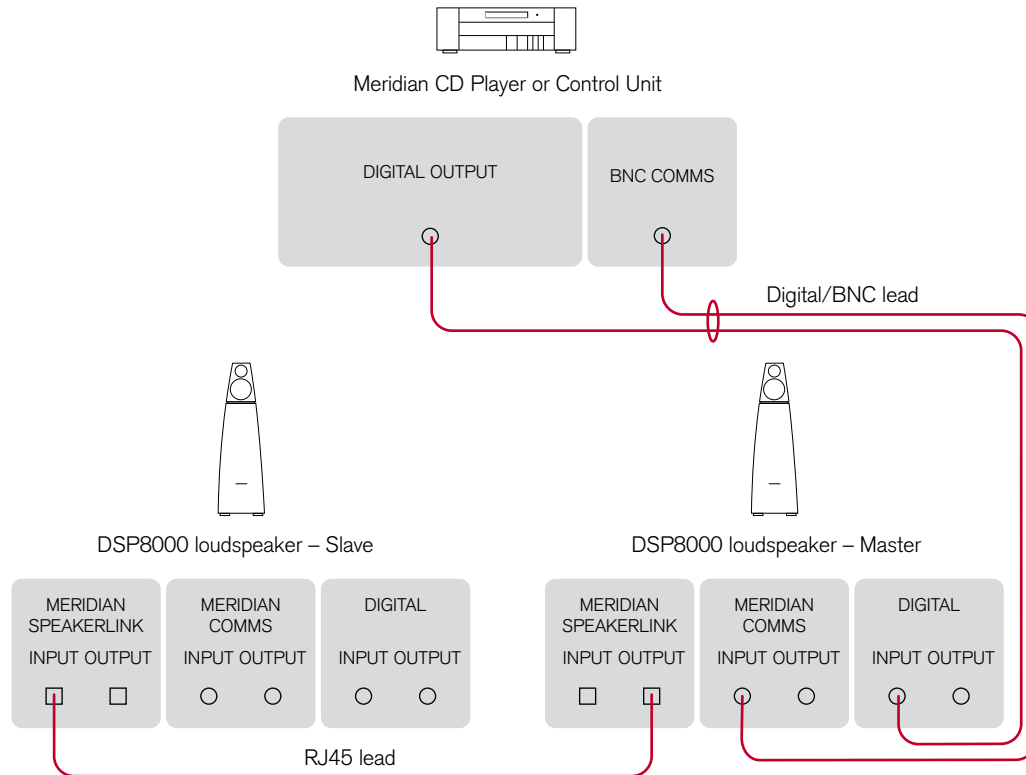 Meridian CD Player or Control Unit
DIGITAL OUTPUT
BNC COMMS
Digital/BNC lead
DSP8000 loudspeaker – Slave
DSP8000 loudspeaker – Master
MERIDIAN
SPEAKERLINK
INPUT OUTPUT
MERIDIAN
COMMS
INPUT OUTPUT
DIGITAL
INPUT OUTPUT
MERIDIAN
SPEAKERLINK
INPUT OUTPUT
MERIDIAN
COMMS
INPUT OUTPUT
DIGITAL
INPUT OUTPUT
RJ45 lead